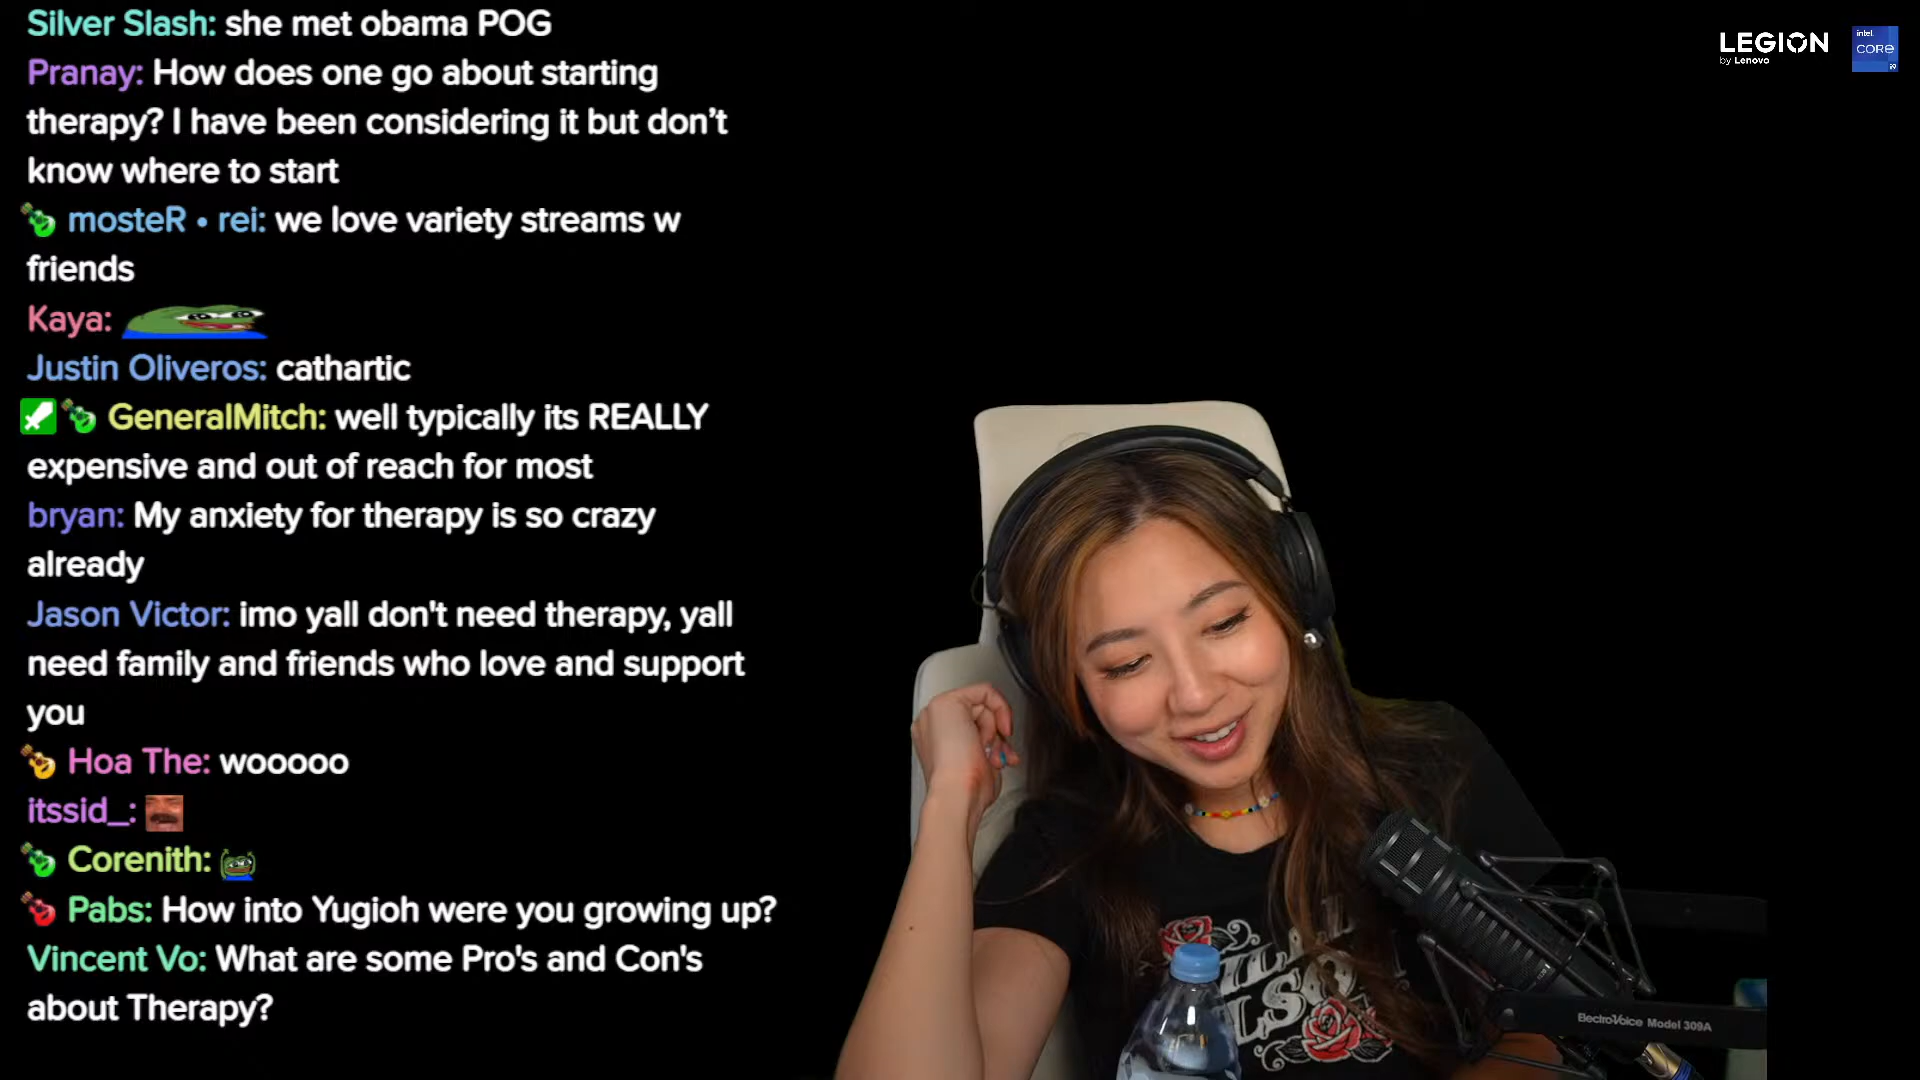 Silver Slash: she met obama POG
Pranay: How does one go about starting
therapy? I have been considering it but don’t
know where to start
mosteR • rei: we love variety streams w
friends
Kaya:
Justin Oliveros: cathartic
GeneralMitch: well typically its REALLY
expensive and out of reach for most
bryan: My anxiety for therapy is so crazy
already
Jason Victor: imo yall don't need therapy, yall
need family and friends who love and support
you
Hoa The: wooooo
itssid_:
Corenith:
Pabs: How into Yugioh were you growing up?
Vincent Vo: What are some Pro's and Con's
about Therapy?
LEGION
by Lenovo
intel
CORE
i9
ElectroVoice Model 309A